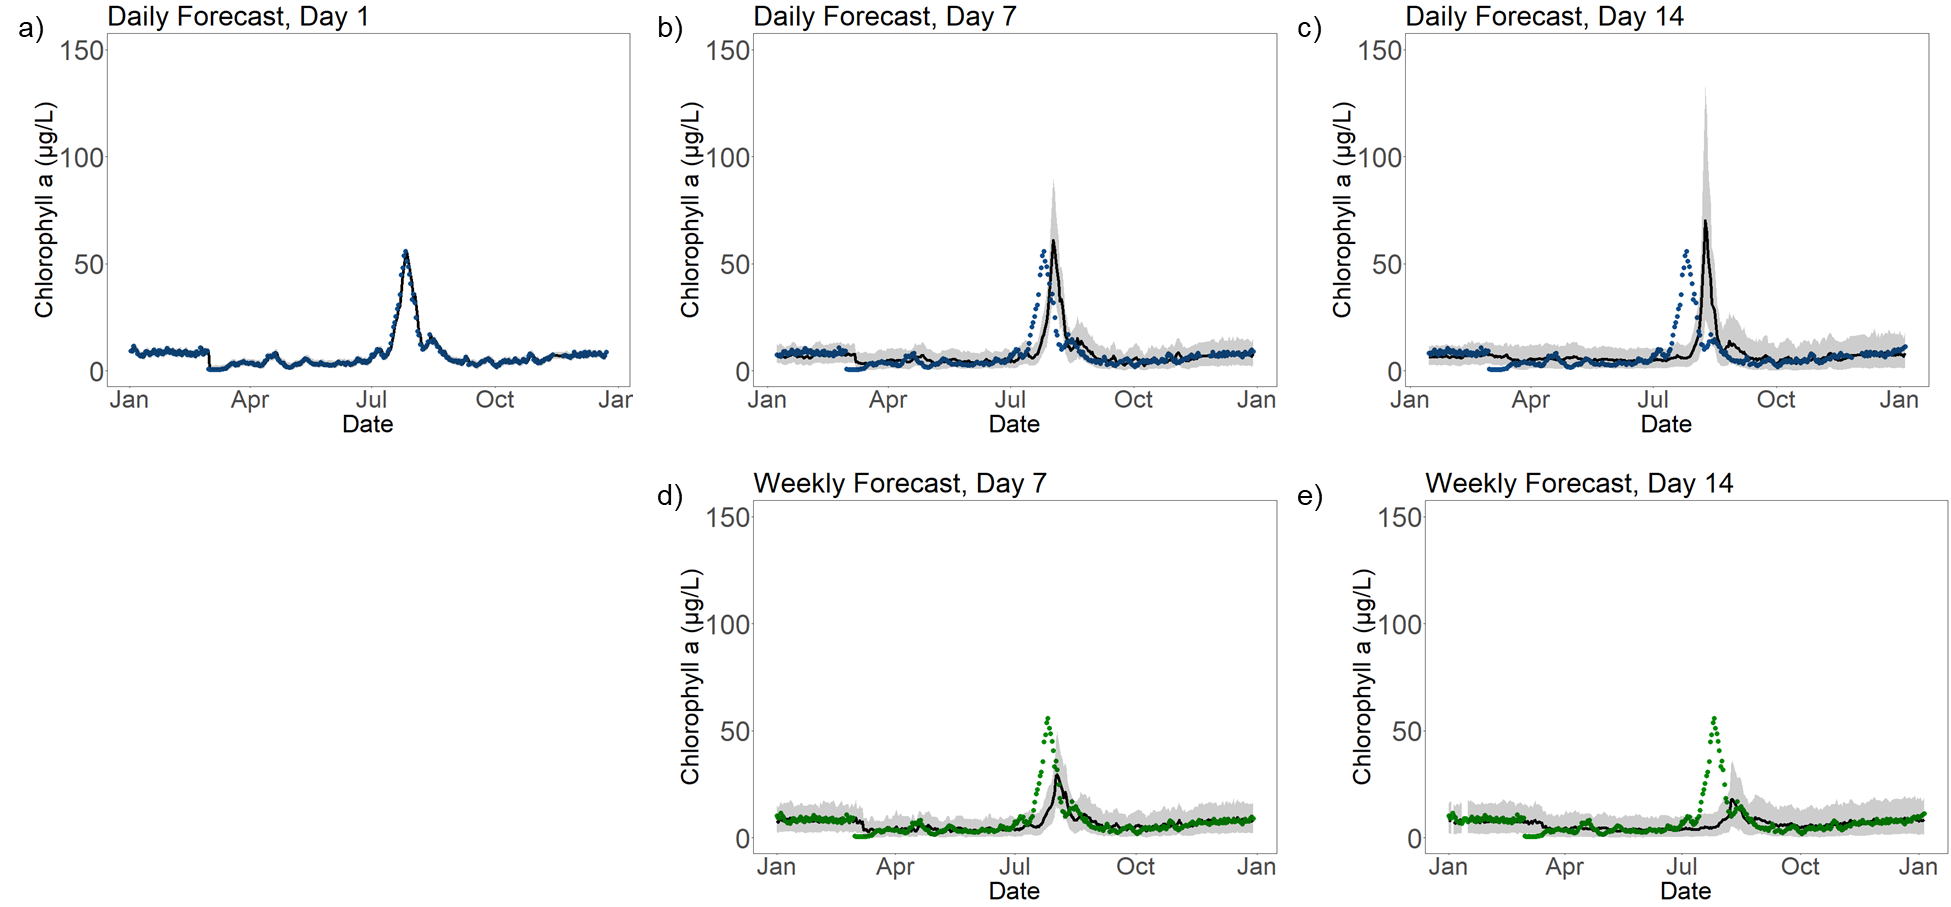 a)
Daily Forecast, Day 1
150
100
50
0
Chlorophyll a (µg/L)
Jan
Apr
Jul
Oct
Jar
Date
b)
Daily Forecast, Day 7
150
100
50
0
Chlorophyll a (µg/L)
Jan
Apr
Jul
Oct
Jan
Date
c)
Daily Forecast, Day 14
150
100
50
0
Chlorophyll a (µg/L)
Jan
Apr
Jul
Oct
Jan
Date
d)
Weekly Forecast, Day 7
150
100
50
0
Chlorophyll a (µg/L)
Jan
Apr
Jul
Oct
Jan
Date
e)
Weekly Forecast, Day 14
150
100
50
0
Chlorophyll a (µg/L)
Jan
Apr
Jul
Oct
Jan
Date